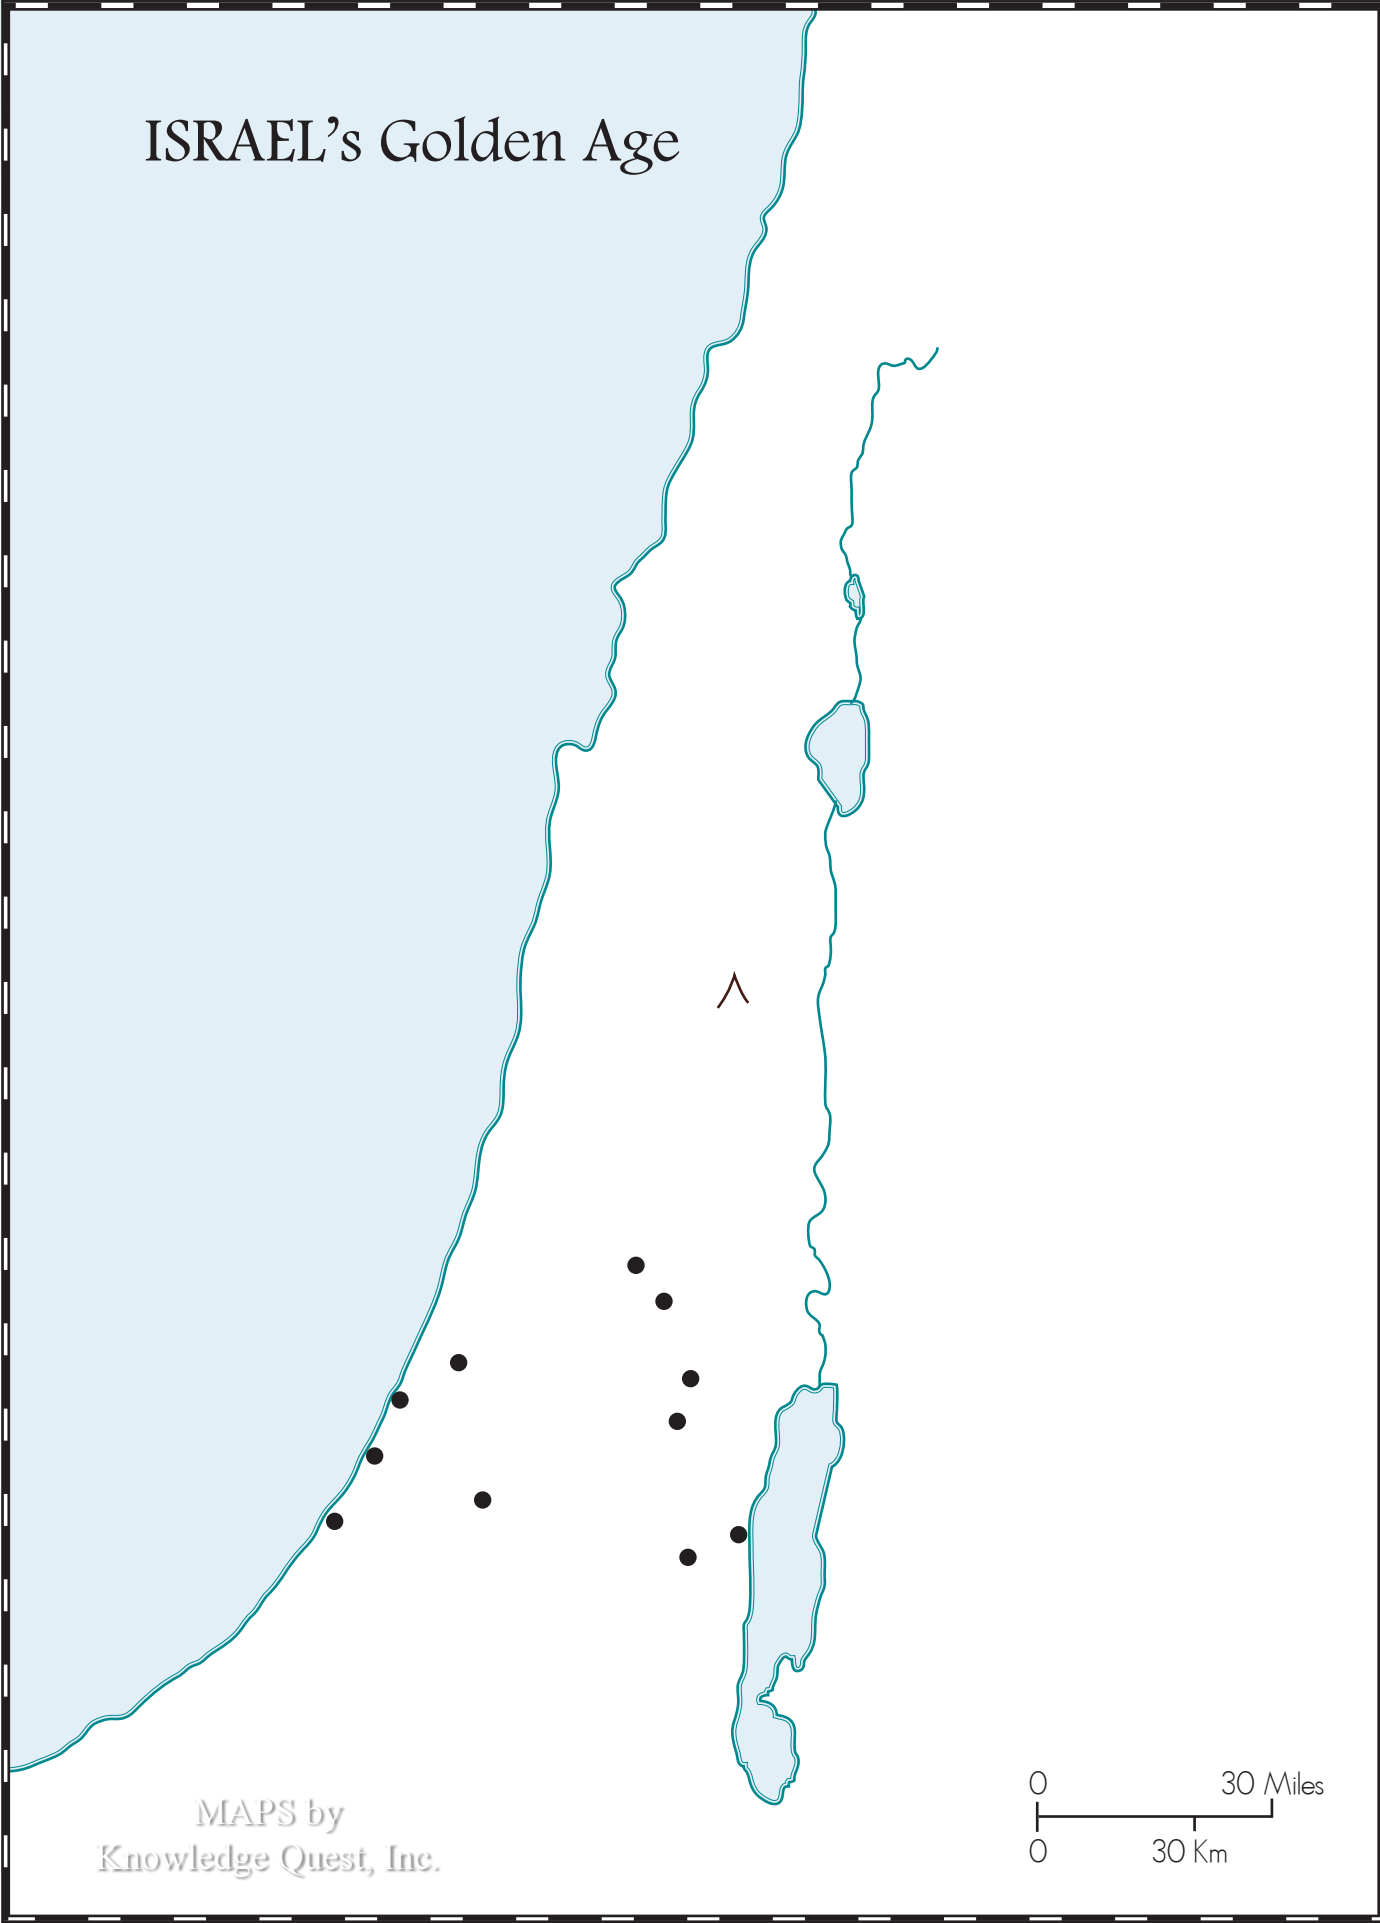 ISRAEL's Golden Age
0 30 Miles
0 30 Km
MAPS by
Knowledge Quest, Inc.